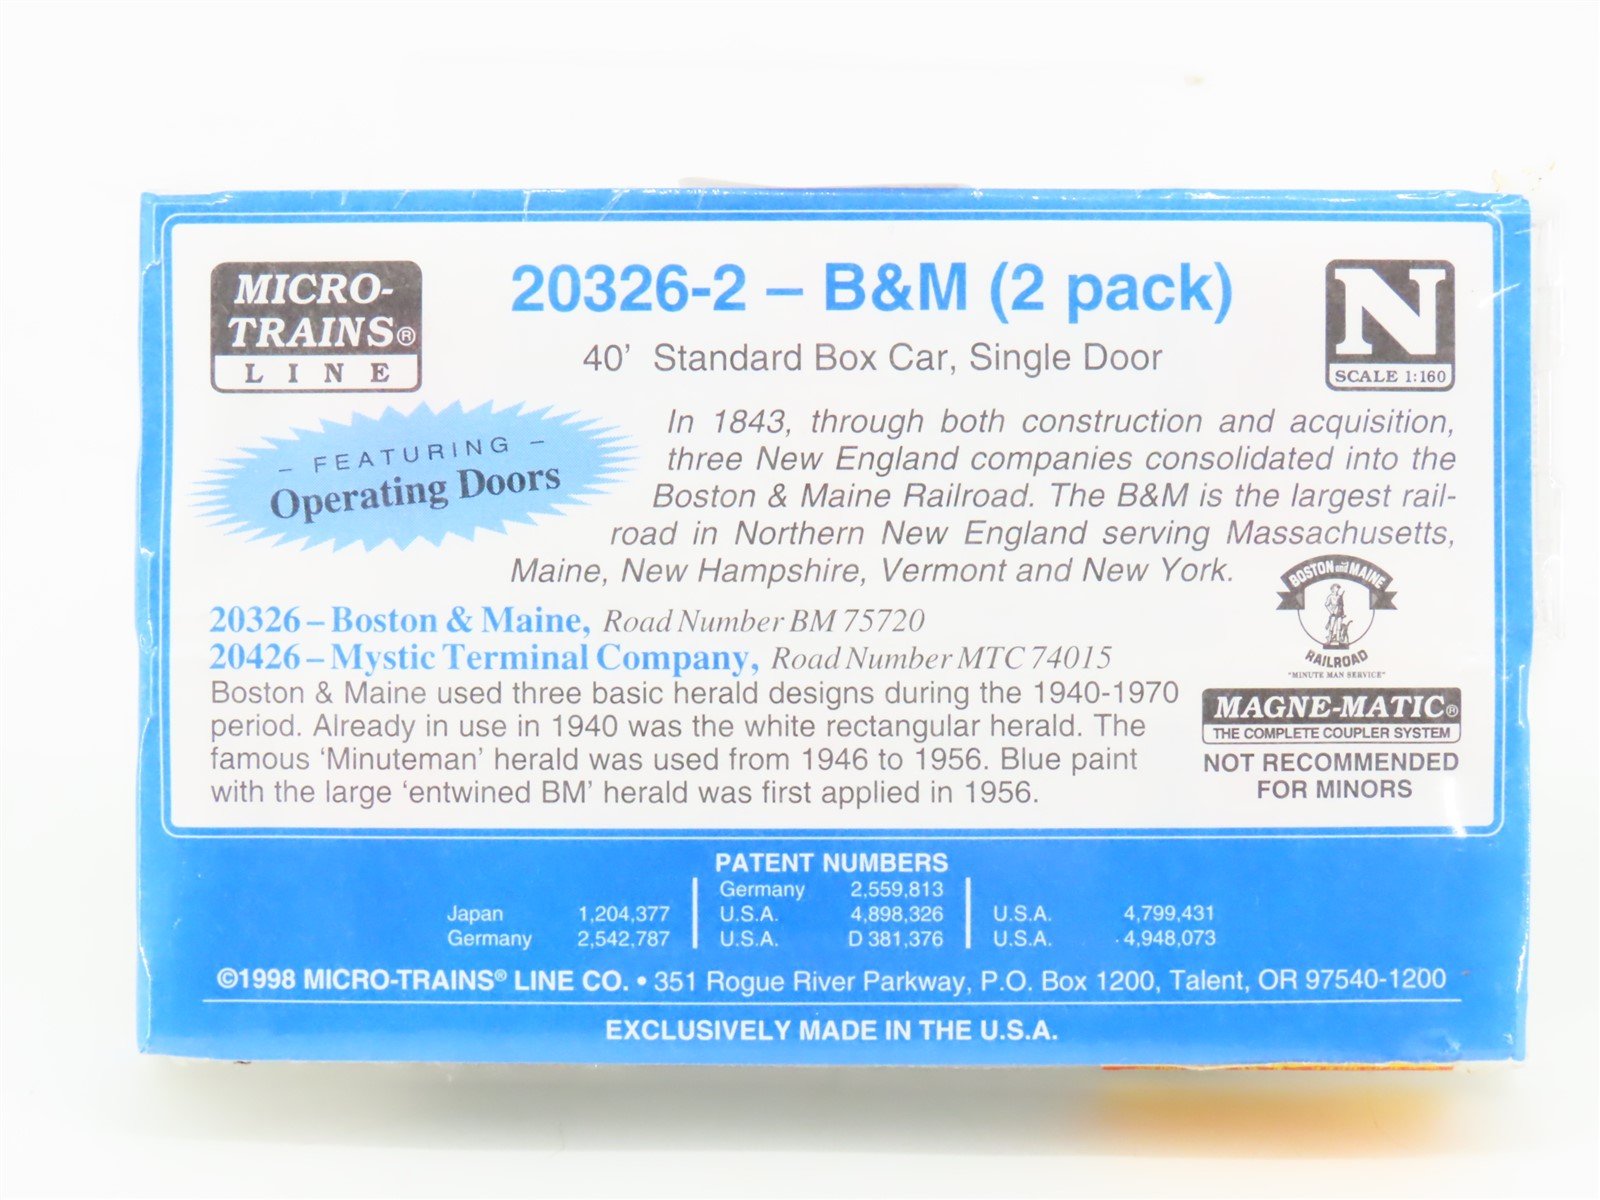 MICRO-
TRAINS®
LINE
20326-2 – B&M (2 pack)
40' Standard Box Car, Single Door
N
SCALE 1:160
– FEATURING –
Operating Doors
In 1843, through both construction and acquisition,
three New England companies consolidated into the
Boston & Maine Railroad. The B&M is the largest rail-
road in Northern New England serving Massachusetts,
Maine, New Hampshire, Vermont and New York.
BOSTON and MAINE
RAILROAD
"MINUTE MAN SERVICE"
20326 – Boston & Maine, Road Number BM 75720
20426 – Mystic Terminal Company, Road Number MTC 74015
Boston & Maine used three basic herald designs during the 1940-1970
period. Already in use in 1940 was the white rectangular herald. The
famous ‘Minuteman’ herald was used from 1946 to 1956. Blue paint
with the large ‘entwined BM’ herald was first applied in 1956.
MAGNE-MATIC®
THE COMPLETE COUPLER SYSTEM
NOT RECOMMENDED
FOR MINORS
PATENT NUMBERS
Germany 2,559,813
Japan 1,204,377 U.S.A. 4,898,326 U.S.A. 4,799,431
Germany 2,542,787 U.S.A. D 381,376 U.S.A. 4,948,073
©1998 MICRO-TRAINS® LINE CO. • 351 Rogue River Parkway, P.O. Box 1200, Talent, OR 97540-1200
EXCLUSIVELY MADE IN THE U.S.A.